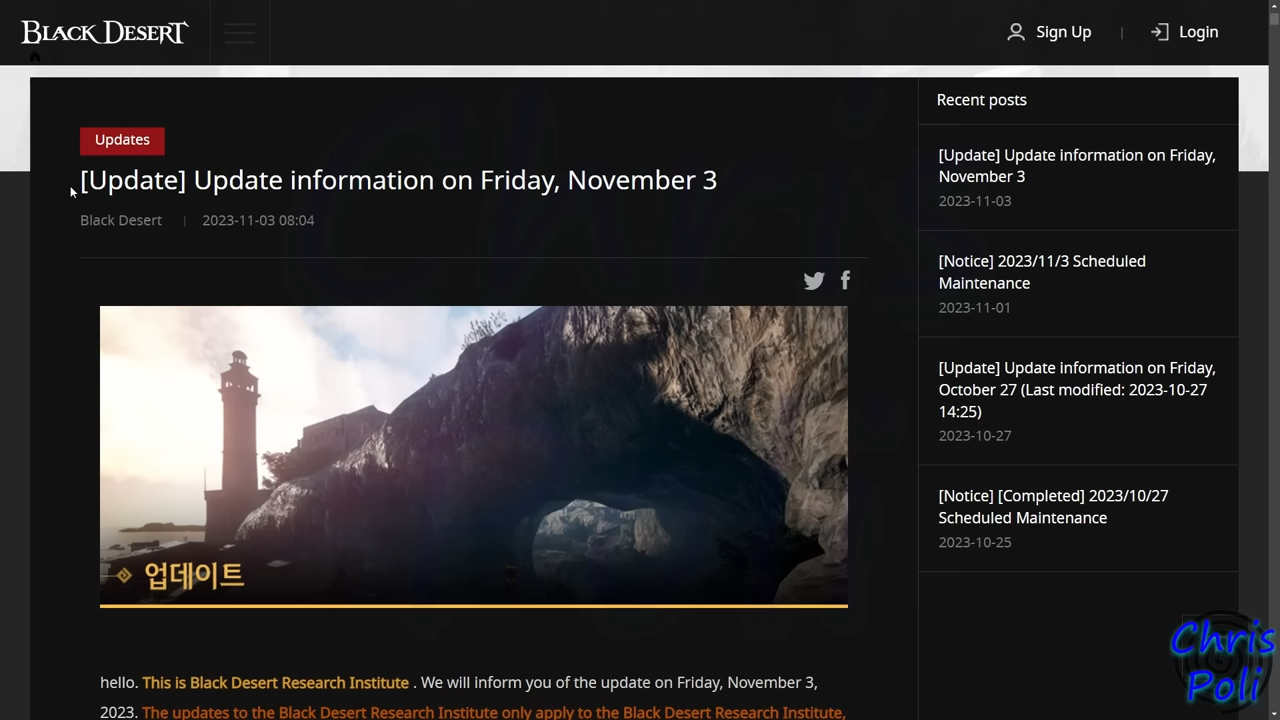 BLACK DESERT
Sign Up
Login
Updates
[Update] Update information on Friday, November 3
Black Desert
2023-11-03 08:04
업데이트
hello. This is Black Desert Research Institute . We will inform you of the update on Friday, November 3,
2023. The updates to the Black Desert Research Institute only apply to the Black Desert Research Institute,
Recent posts
[Update] Update information on Friday,
November 3
2023-11-03
[Notice] 2023/11/3 Scheduled
Maintenance
2023-11-01
[Update] Update information on Friday,
October 27 (Last modified: 2023-10-27
14:25)
2023-10-27
[Notice] [Completed] 2023/10/27
Scheduled Maintenance
2023-10-25
Chris
Poli